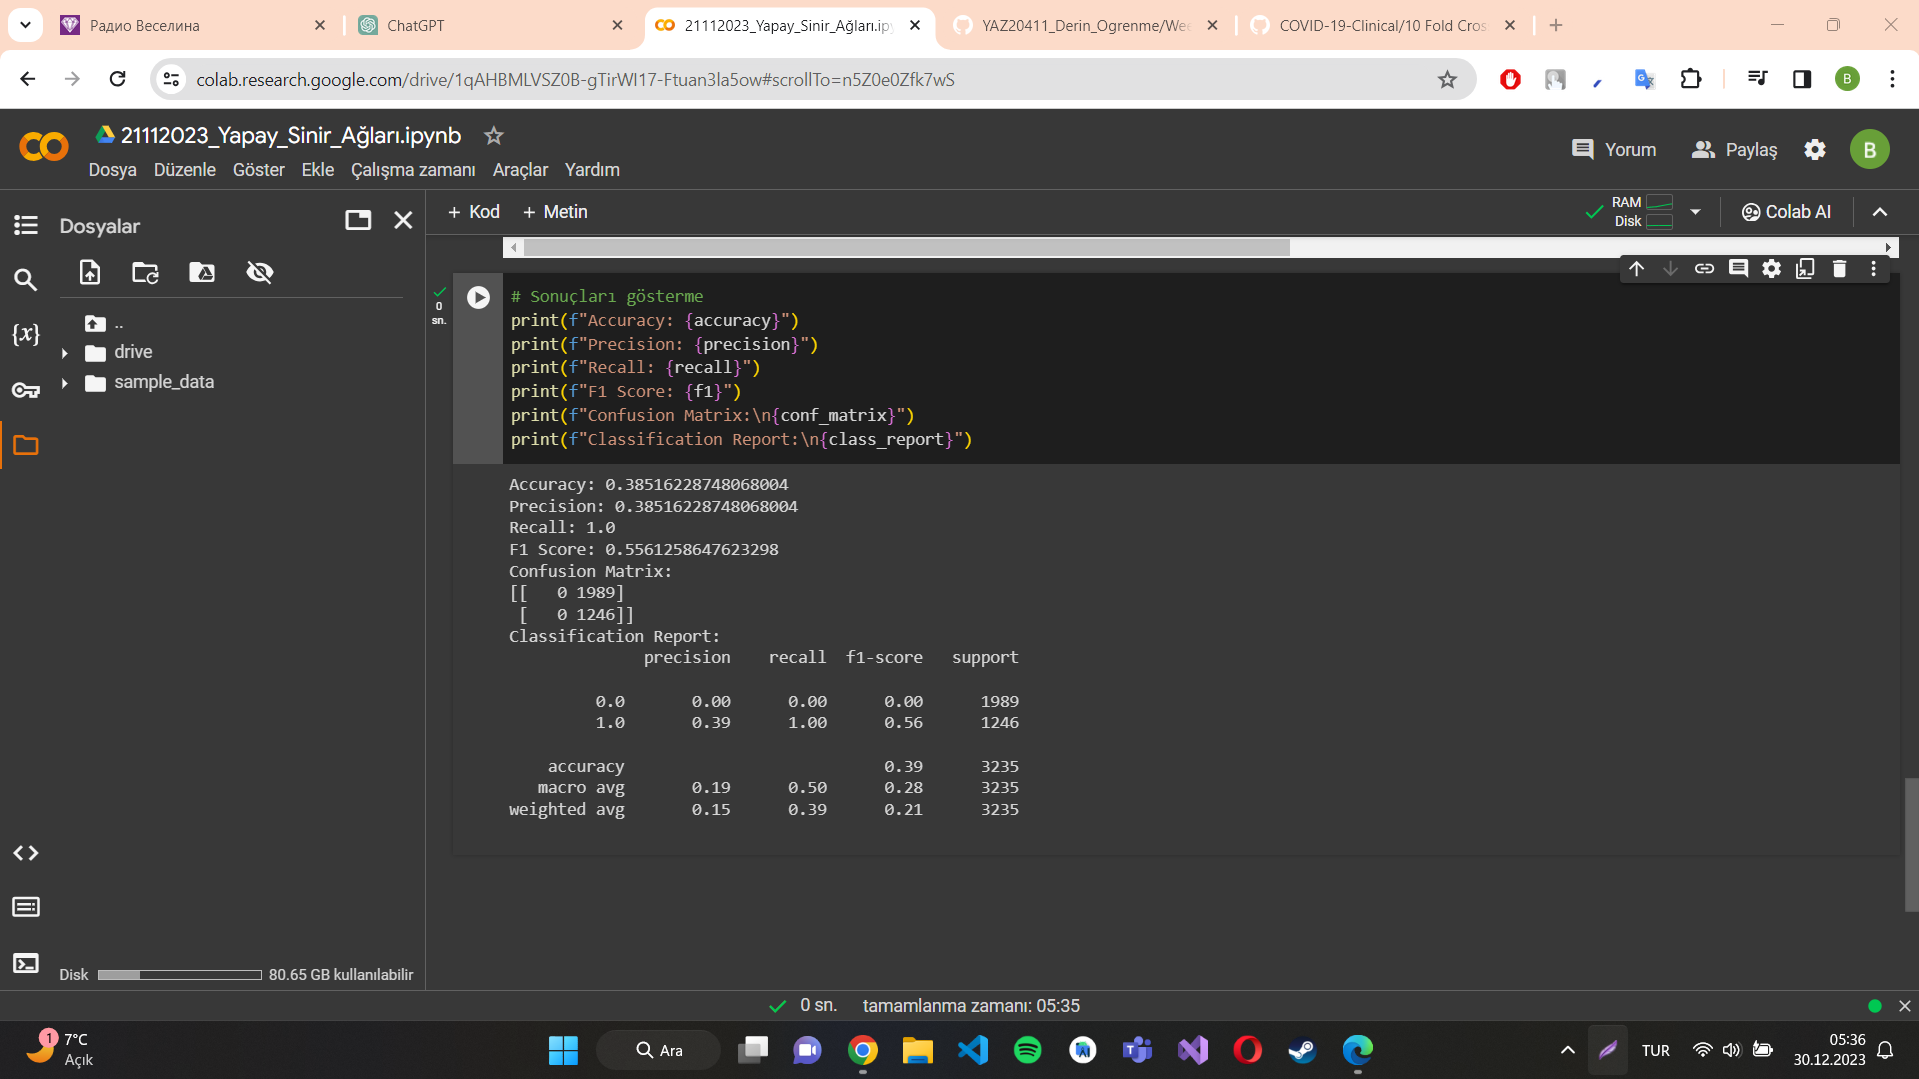 Радио Веселина
ChatGPT
21112023_Yapay_Sinir_Ağları.ipy
YAZ20411_Derin_Ogrenme/Wee
COVID-19-Clinical/10 Fold Cros
colab.research.google.com/drive/1qAHBMLVSZ0B-gTirWI17-Ftuan3la5ow#scrollTo=n5Z0e0Zfk7wS
21112023_Yapay_Sinir_Ağları.ipynb
Dosya Düzenle Göster Ekle Çalışma zamanı Araçlar Yardım
Yorum
Paylaş
B
B
Dosyalar
+ Kod + Metin
RAM
Disk
Colab AI
..
drive
sample_data
{x}
0
sn.
# Sonuçları gösterme
print(f"Accuracy: {accuracy}")
print(f"Precision: {precision}")
print(f"Recall: {recall}")
print(f"F1 Score: {f1}")
print(f"Confusion Matrix:\n{conf_matrix}")
print(f"Classification Report:\n{class_report}")
Accuracy: 0.38516228748068004
Precision: 0.38516228748068004
Recall: 1.0
F1 Score: 0.5561258647623298
Confusion Matrix:
[[   0 1989]
 [   0 1246]]
Classification Report:
              precision    recall  f1-score   support

         0.0       0.00      0.00      0.00      1989
         1.0       0.39      1.00      0.56      1246

    accuracy                           0.39      3235
   macro avg       0.19      0.50      0.28      3235
weighted avg       0.15      0.39      0.21      3235
Disk 80.65 GB kullanılabilir
0 sn. tamamlanma zamanı: 05:35
1
7°C
Açık
Ara
TUR
05:36
30.12.2023